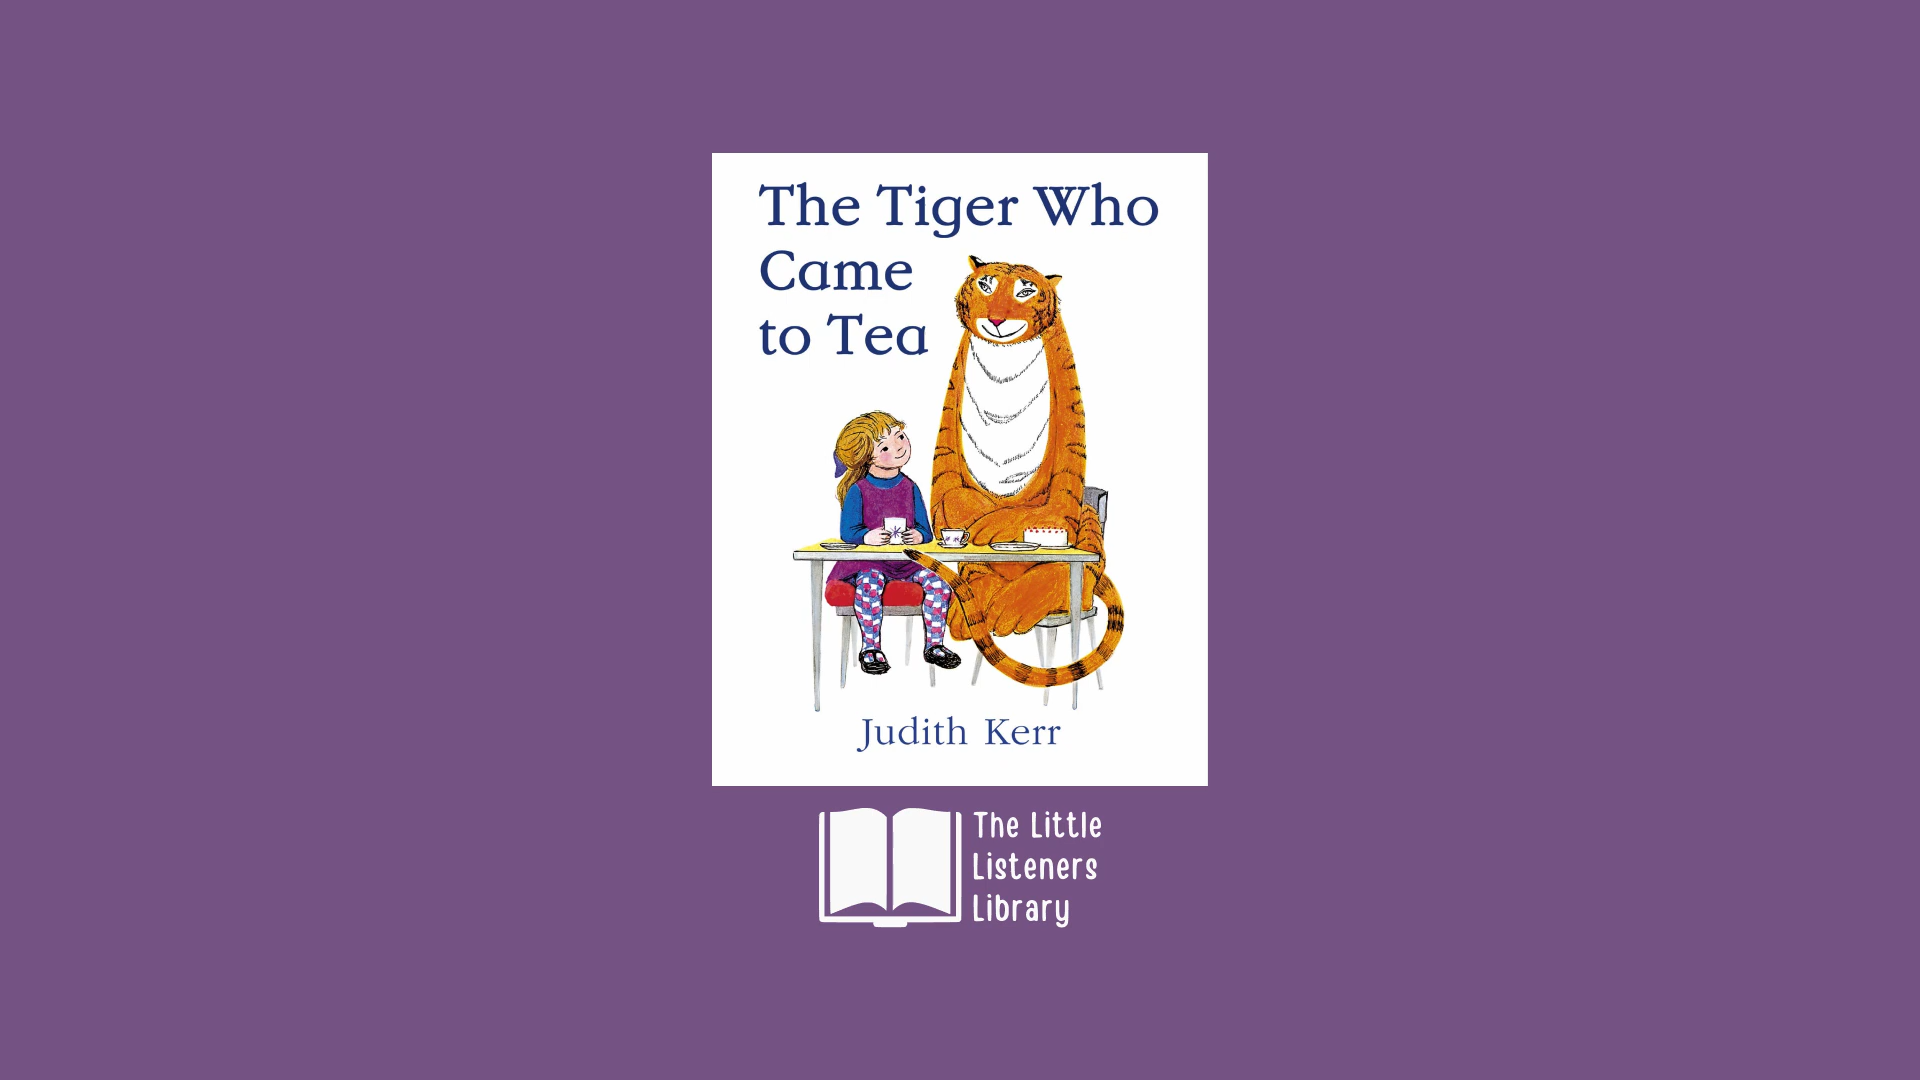 The Tiger Who
Came
to Tea
Judith Kerr
The Little
Listeners
Library